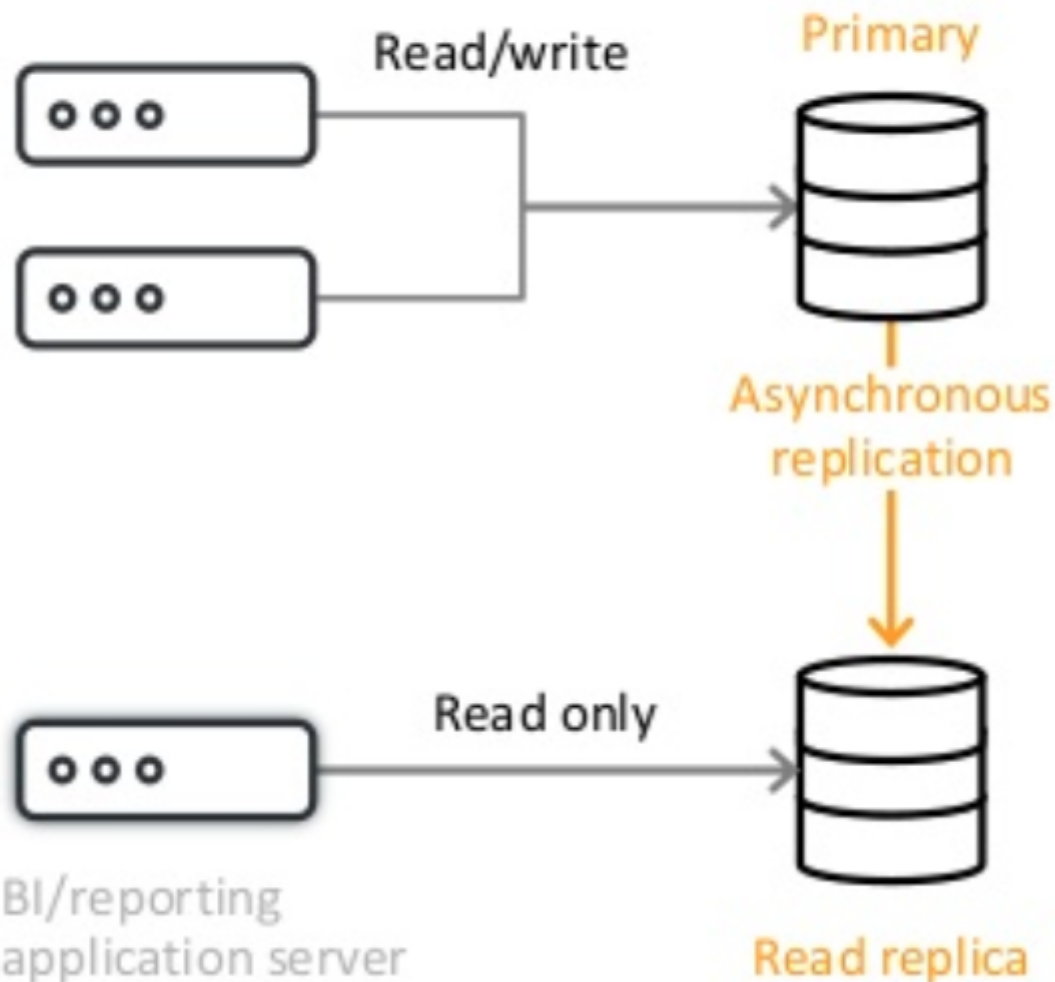 Primary
Read/write
Asynchronous
replication
Read only
BI/reporting
application server
Read replica